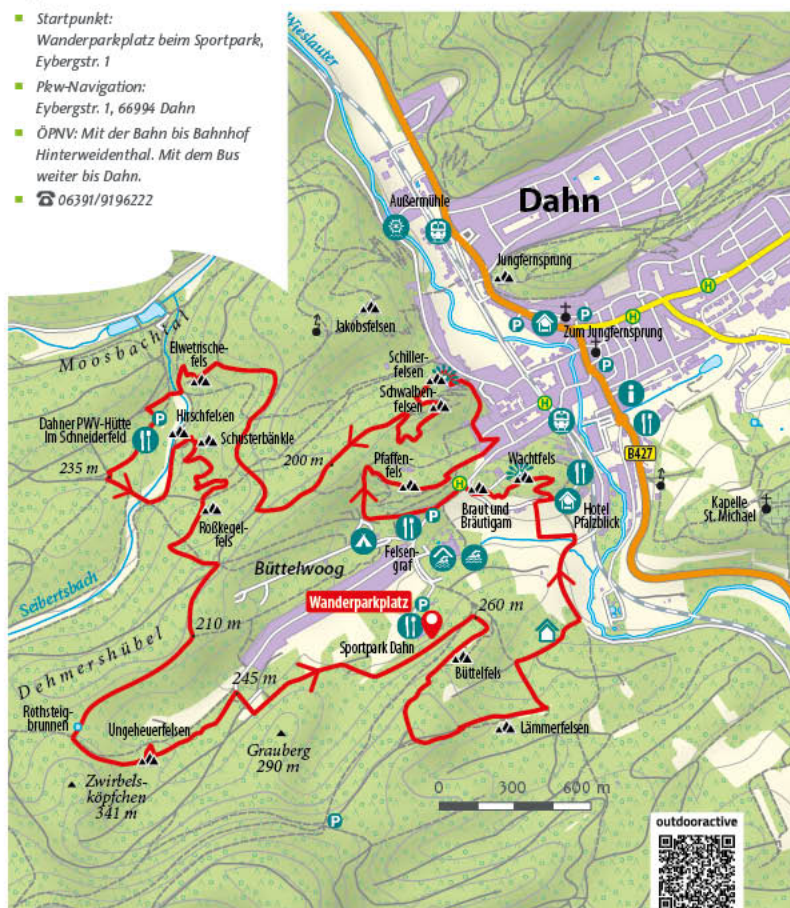 Startpunkt:
Wanderparkplatz beim Sportpark,
Eybergstr. 1
Pkw-Navigation:
Eybergstr. 1, 66994 Dahn
ÖPNV: Mit der Bahn bis Bahnhof
Hinterweidenthal. Mit dem Bus
weiter bis Dahn.
☎ 06391/9196222
Wieslauter
Dahn
Außermühle
Jungfernsprung
P
H
Zum Jungfernsprung
P
H
P
Jakobsfelsen
Moosbachtal
Elwetrische-
fels
Schiller-
felsen
Schwalben-
felsen
P
Hirschfelsen
Dahner PWV-Hütte
Im Schneiderfeld
Schusterbänkle
235 m
200 m
H
i
B427
Pfaffen-
fels
Wachtfels
H
Braut und
Bräutigam
Hotel
Pfalzblick
Kapelle
St. Michael
Roßkegel-
fels
P
Felsen-
graf
Büttelwoog
Seibertsbach
Wanderparkplatz
P
260 m
Sportpark Dahn
210 m
Dehmershübel
Büttelfels
245 m
Rothsteig-
brunnen
Ungeheuerfelsen
Lämmerfelsen
Grauberg
290 m
Zwirbels-
köpfchen
341 m
0 300 600 m
P
outdooractive